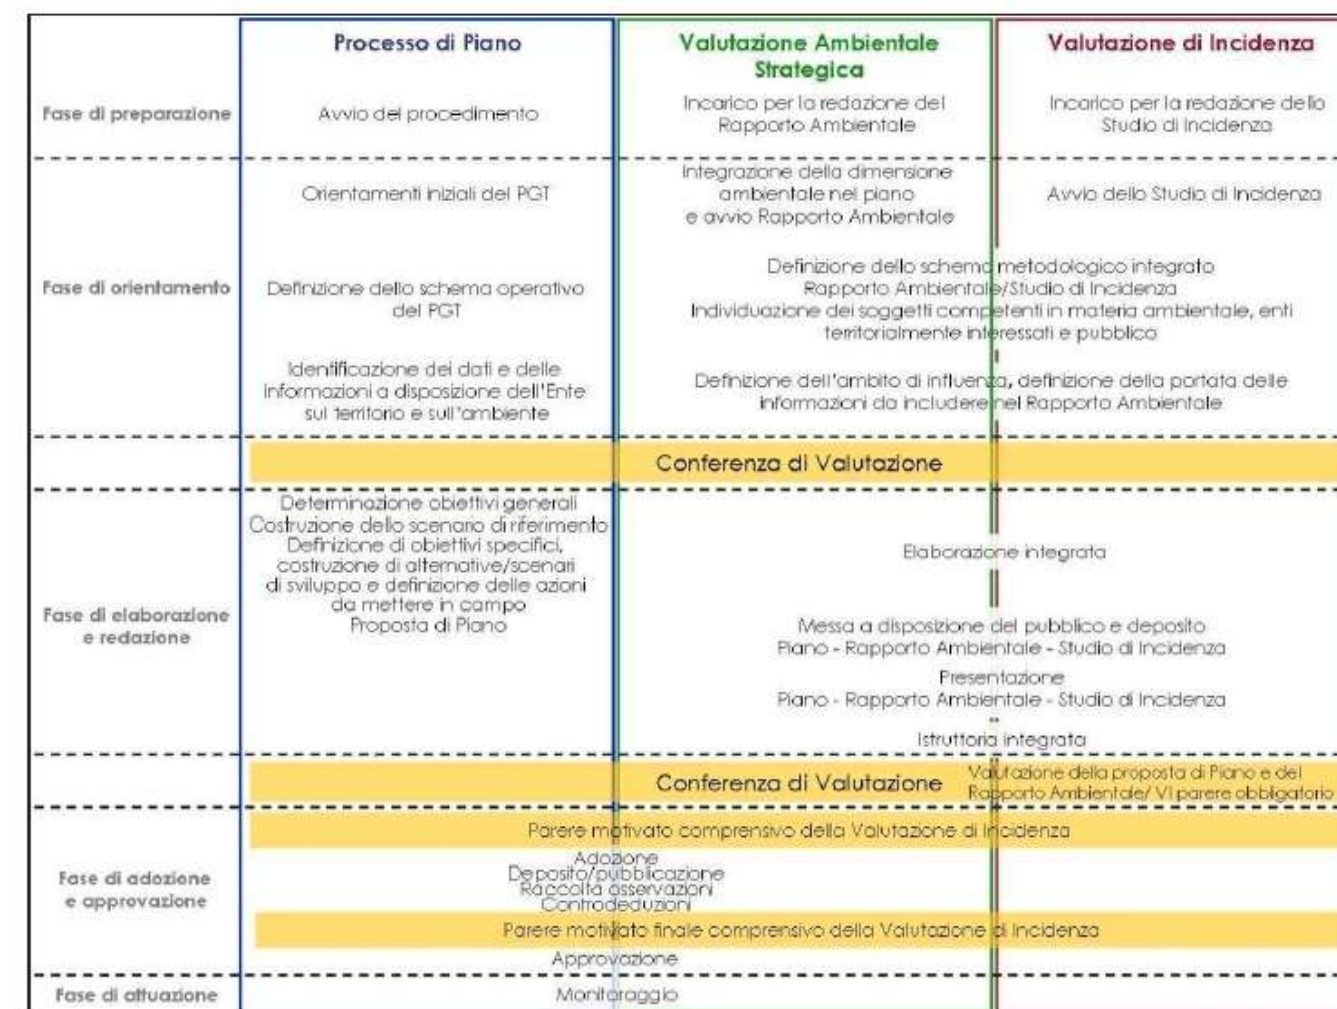 Processo di Piano
Valutazione Ambientale
Strategica
Valutazione di Incidenza
Fase di preparazione
Avvio del procedimento
Incarico per la redazione del
Rapporto Ambientale
Incarico per la redazione dello
Studio di Incidenza
Fase di orientamento
Orientamenti iniziali del PGT
Integrazione della dimensione
ambientale nel piano
e avvio Rapporto Ambientale
Avvio dello Studio di Incidenza
Definizione dello schema operativo
del PGT
Definizione dello schema metodologico integrato
Rapporto Ambientale/Studio di Incidenza
Individuazione dei soggetti competenti in materia ambientale, enti
territorialmente interessati e pubblico
Identificazione dei dati e delle
informazioni a disposizione dell'Ente
sul territorio e sull'ambiente
Definizione dell'ambito di influenza, definizione della portata delle
informazioni da includere nel Rapporto Ambientale
Conferenza di Valutazione
Fase di elaborazione
e redazione
Determinazione obiettivi generali
Costruzione dello scenario di riferimento
Definizione di obiettivi specifici,
costruzione di alternative/scenari
di sviluppo e definizione delle azioni
da mettere in campo
Proposta di Piano
Elaborazione integrata
Messa a disposizione del pubblico e deposito
Piano - Rapporto Ambientale - Studio di Incidenza
Presentazione
Piano - Rapporto Ambientale - Studio di Incidenza
Istruttoria integrata
Conferenza di Valutazione
Valutazione della proposta di Piano e del
Rapporto Ambientale/ VI parere obbligatorio
Fase di adozione
e approvazione
Parere motivato comprensivo della Valutazione di Incidenza
Adozione
Deposito/pubblicazione
Raccolta osservazioni
Controdeduzioni
Parere motivato finale comprensivo della Valutazione di Incidenza
Approvazione
Fase di attuazione
Monitoraggio